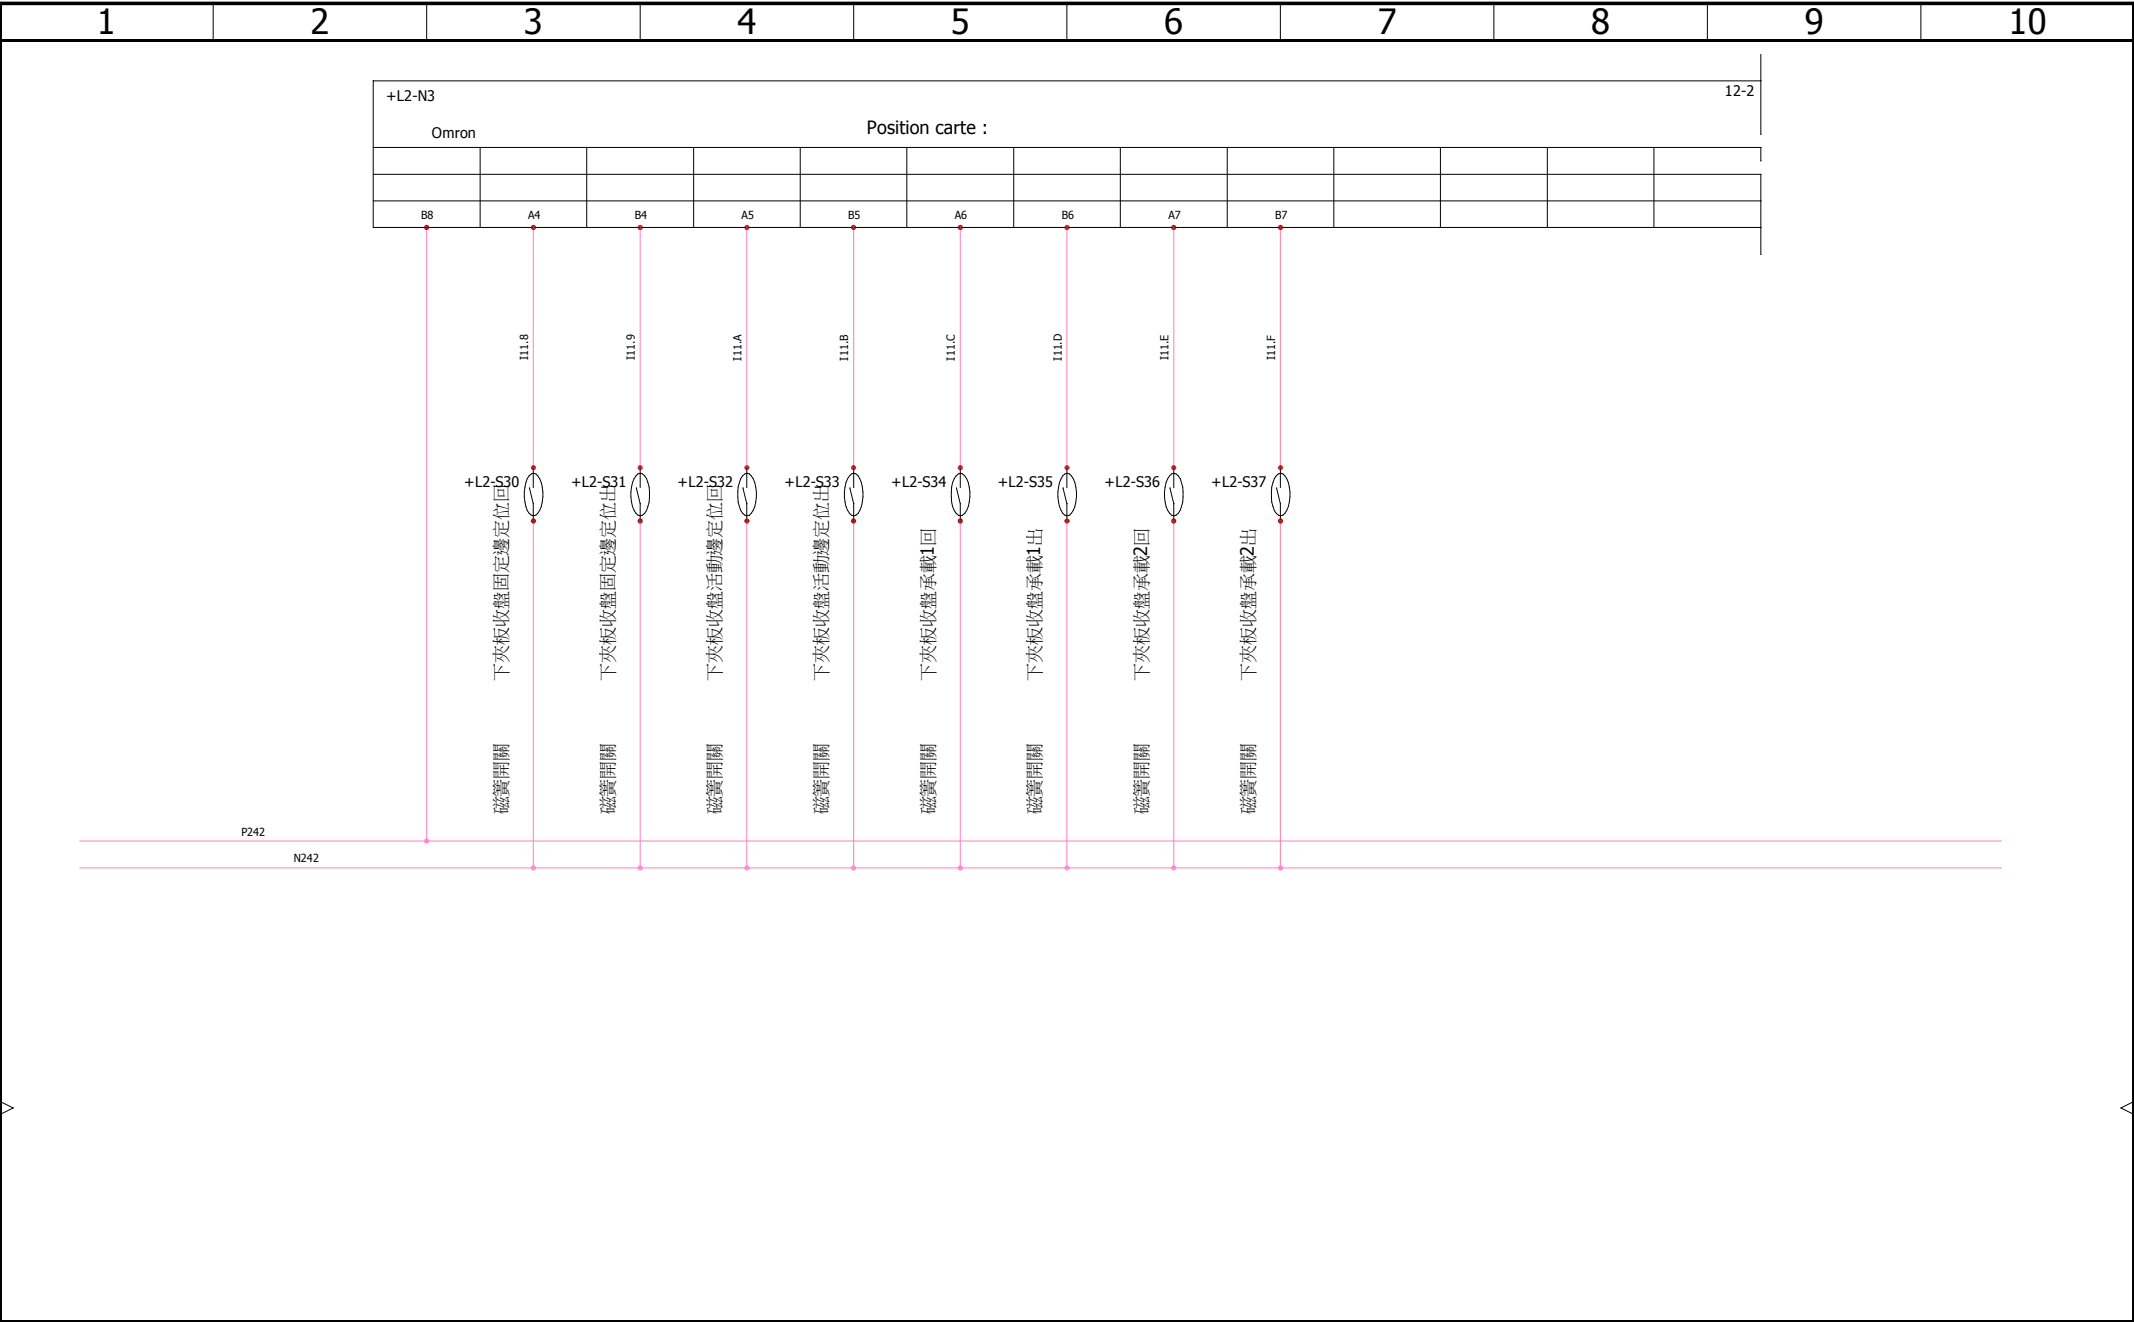 1 2 3 4 5 6 7 8 9 10
+L2-N3 12-2
Omron Position carte :
B8 A4 B4 A5 B5 A6 B6 A7 B7
I11.8 I11.9 I11.A I11.B I11.C I11.D I11.E I11.F
+L2-S30 +L2-S31 +L2-S32 +L2-S33 +L2-S34 +L2-S35 +L2-S36 +L2-S37
下夾板收盤固定邊定位回
下夾板收盤固定邊定位出
下夾板收盤活動邊定位回
下夾板收盤活動邊定位出
下夾板收盤承載1回
下夾板收盤承載1出
下夾板收盤承載2回
下夾板收盤承載2出
磁簧開關
磁簧開關
磁簧開關
磁簧開關
磁簧開關
磁簧開關
磁簧開關
磁簧開關
P242
N242